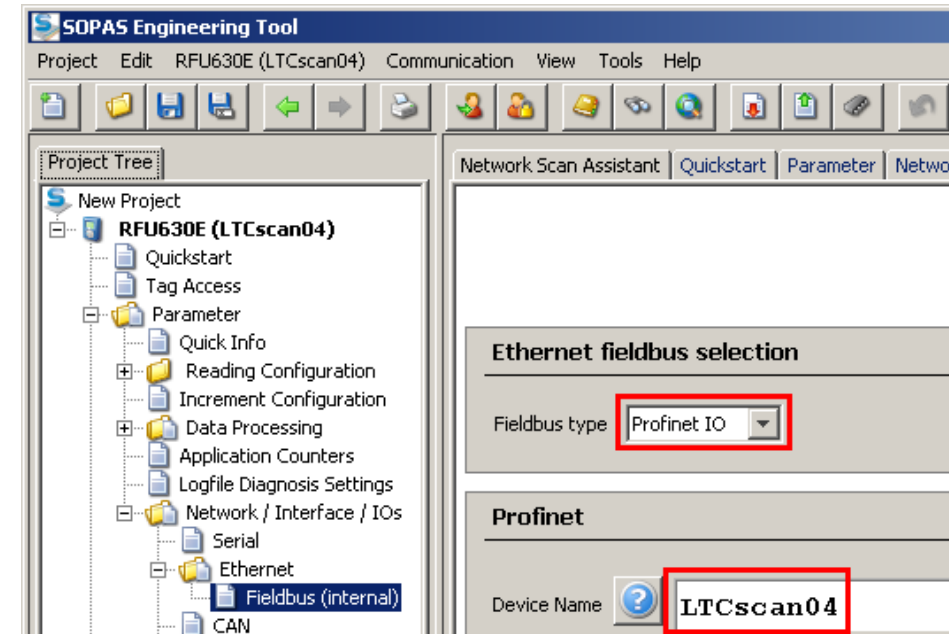 SOPAS Engineering Tool
Project Edit RFU630E (LTCscan04) Communication View Tools Help
Project Tree
New Project
RFU630E (LTCscan04)
Quickstart
Tag Access
Parameter
Quick Info
Reading Configuration
Increment Configuration
Data Processing
Application Counters
Logfile Diagnosis Settings
Network / Interface / IOs
Serial
Ethernet
Fieldbus (internal)
CAN
Network Scan Assistant Quickstart Parameter Netwo
Ethernet fieldbus selection
Fieldbus type Profinet IO
Profinet
Device Name ? LTCscan04